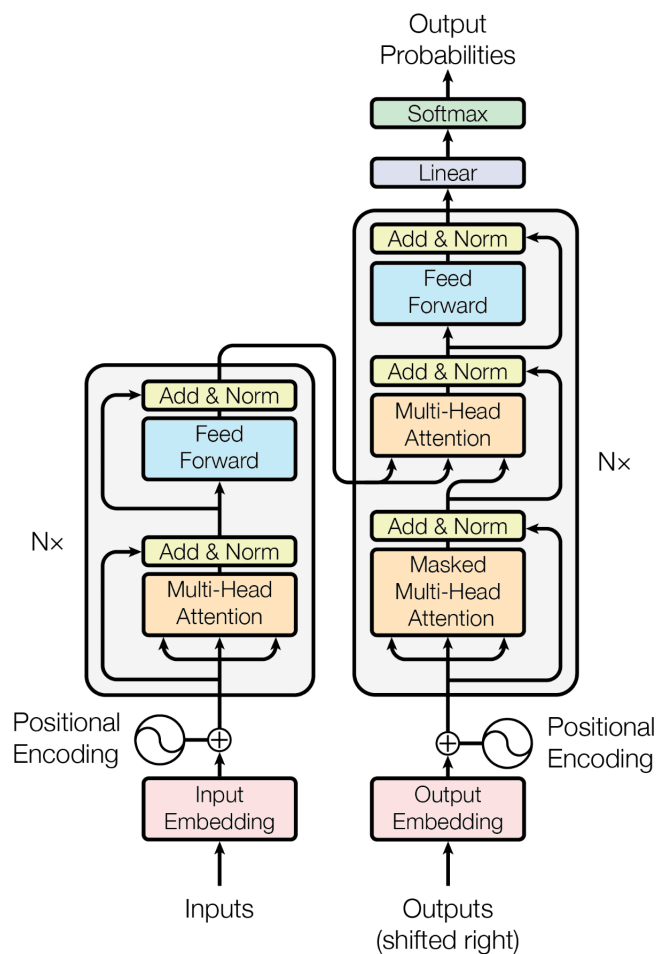 Output
Probabilities
Softmax
Linear
Add & Norm
Feed
Forward
Add & Norm
Multi-Head
Attention
Add & Norm
Masked
Multi-Head
Attention
N×
Add & Norm
Feed
Forward
Add & Norm
Multi-Head
Attention
N×
Positional
Encoding
Positional
Encoding
Input
Embedding
Output
Embedding
Inputs
Outputs
(shifted right)